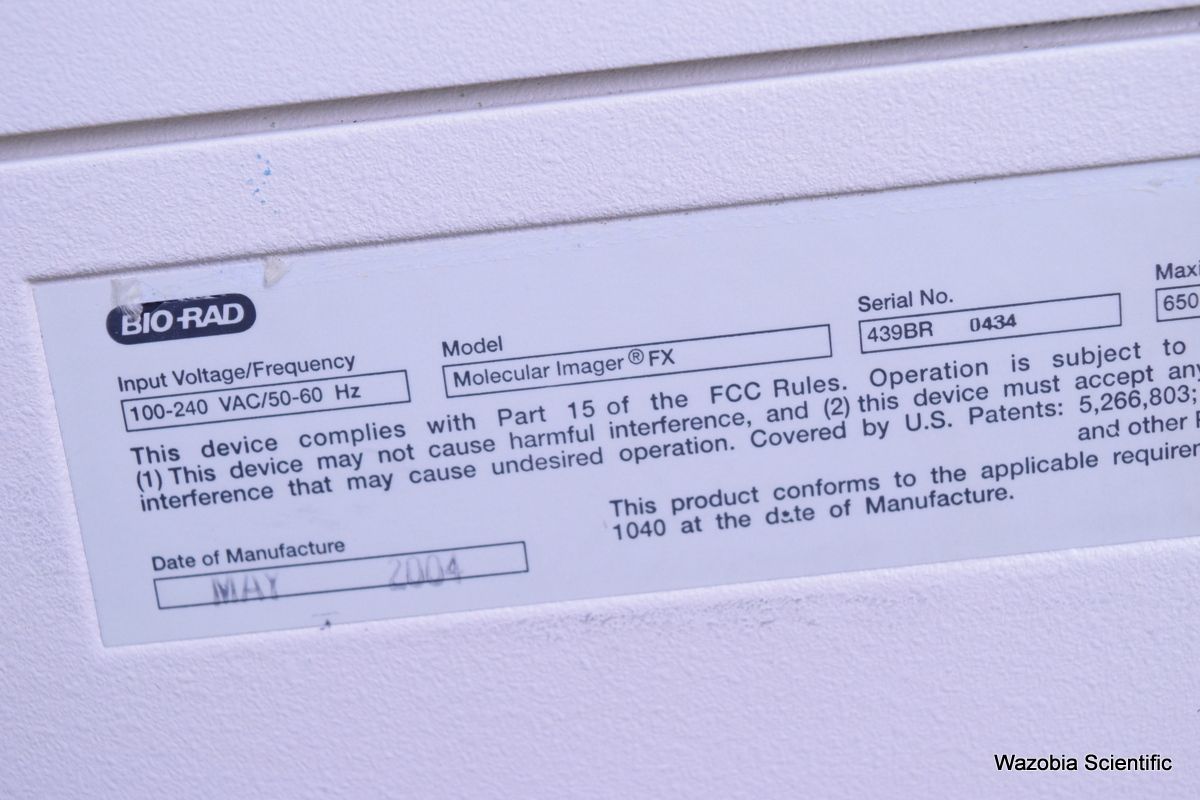 BIO-RAD
Input Voltage/Frequency
100-240 VAC/50-60 Hz
Model
Molecular Imager® FX
Serial No.
439BR 0434
Maxi
650
This device complies with Part 15 of the FCC Rules. Operation is subject to
(1) This device may not cause harmful interference, and (2) this device must accept any
interference that may cause undesired operation. Covered by U.S. Patents: 5,266,803;
and other
This product conforms to the applicable requirem
1040 at the date of Manufacture.
Date of Manufacture
MAY 2004
Wazobia Scientific